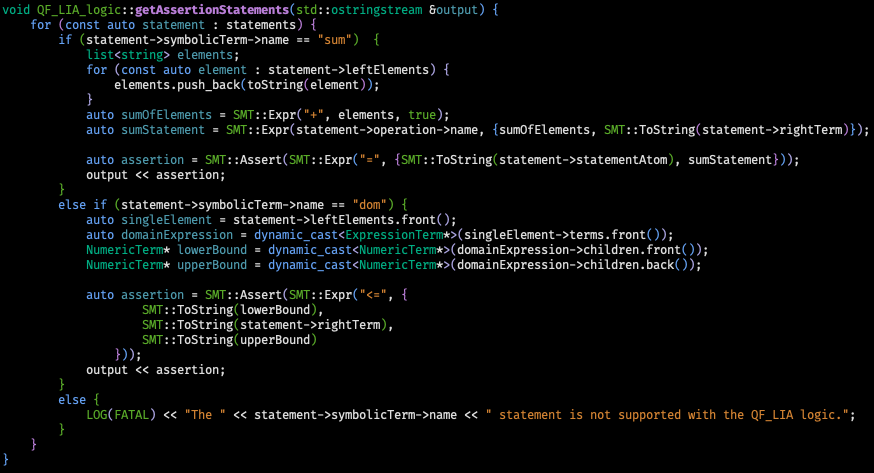 void QF_LIA_logic::getAssertionStatements(std::ostringstream &output) {
    for (const auto statement : statements) {
        if (statement->symbolicTerm->name == "sum")  {
            list<string> elements;
            for (const auto element : statement->leftElements) {
                elements.push_back(toString(element));
            }
            auto sumOfElements = SMT::Expr("+", elements, true);
            auto sumStatement = SMT::Expr(statement->operation->name, {sumOfElements, SMT::ToString(statement->rightTerm)});

            auto assertion = SMT::Assert(SMT::Expr("=", {SMT::ToString(statement->statementAtom), sumStatement}));
            output << assertion;
        }
        else if (statement->symbolicTerm->name == "dom") {
            auto singleElement = statement->leftElements.front();
            auto domainExpression = dynamic_cast<ExpressionTerm*>(singleElement->terms.front());
            NumericTerm* lowerBound = dynamic_cast<NumericTerm*>(domainExpression->children.front());
            NumericTerm* upperBound = dynamic_cast<NumericTerm*>(domainExpression->children.back());

            auto assertion = SMT::Assert(SMT::Expr("<=", {
                    SMT::ToString(lowerBound),
                    SMT::ToString(statement->rightTerm),
                    SMT::ToString(upperBound)
                }));
            output << assertion;
        }
        else {
            LOG(FATAL) << "The " << statement->symbolicTerm->name << " statement is not supported with the QF_LIA logic.";
        }
    }
}